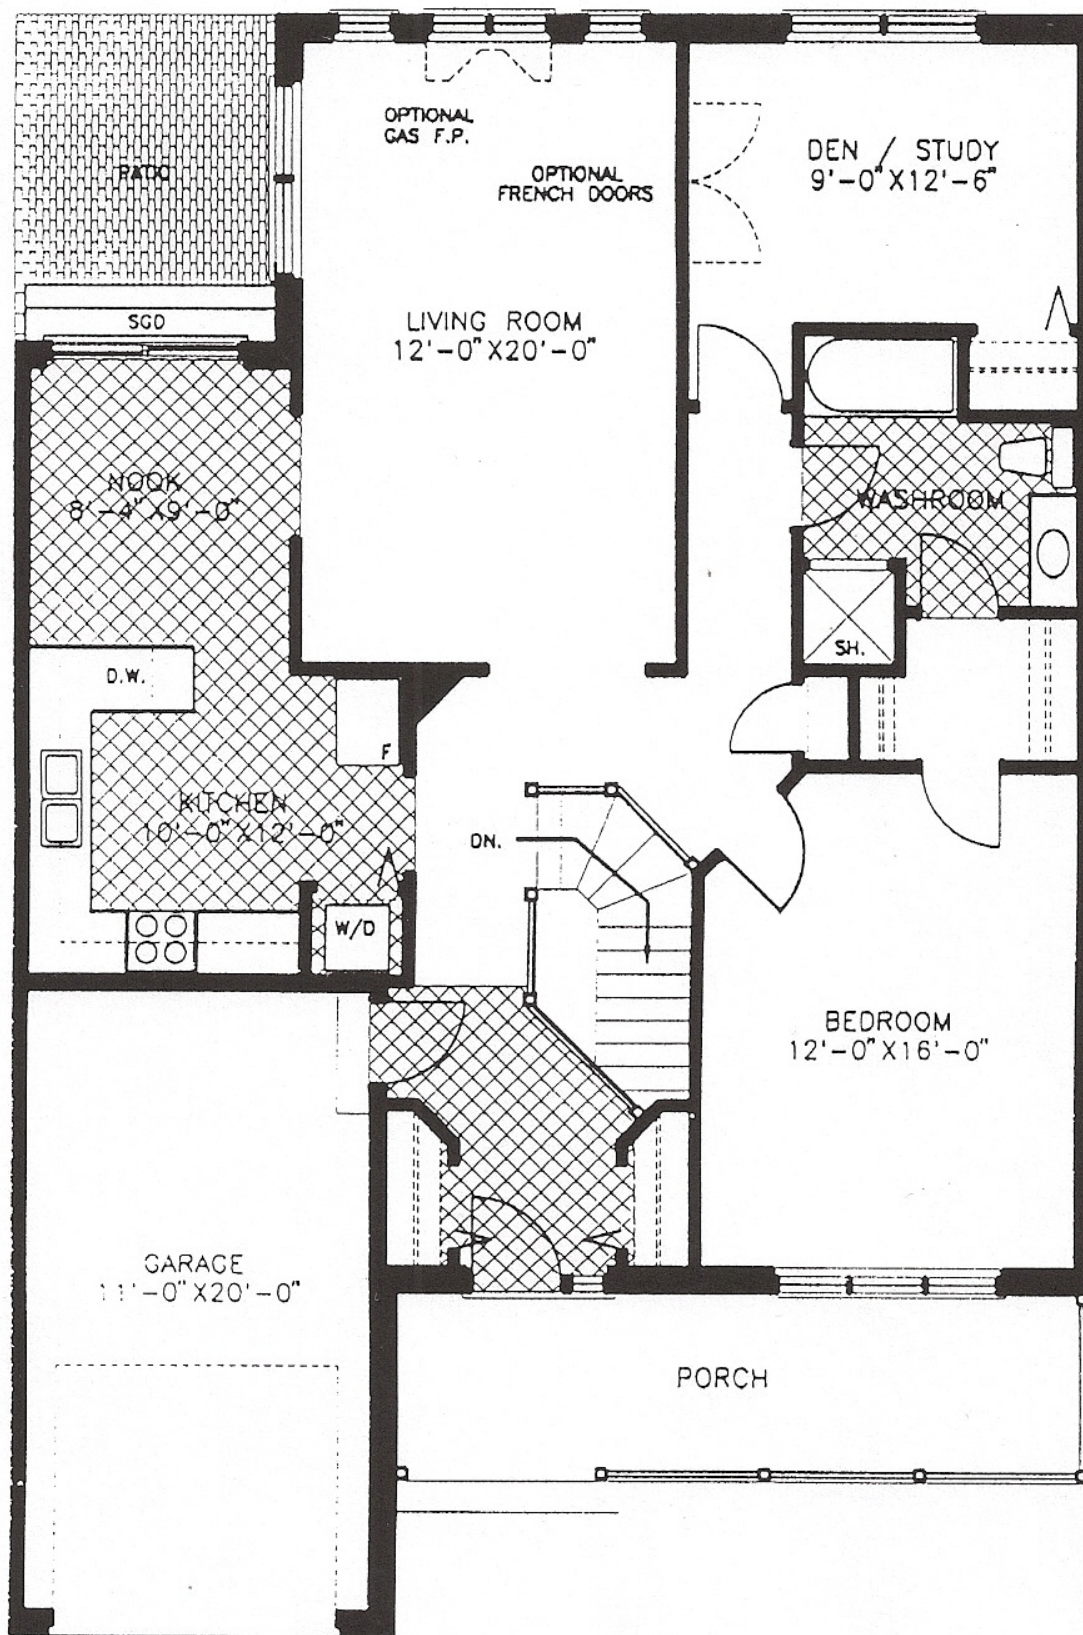 OPTIONAL
GAS F.P.
OPTIONAL
FRENCH DOORS
DEN / STUDY
9'-0"X12'-6"
PATIO
SGD
LIVING ROOM
12'-0"X20'-0"
NOOK
8'-4"X9'-0"
WASHROOM
SH.
D.W.
F
KITCHEN
10'-0"X12'-0"
DN.
W/D
BEDROOM
12'-0"X16'-0"
GARAGE
11'-0"X20'-0"
PORCH